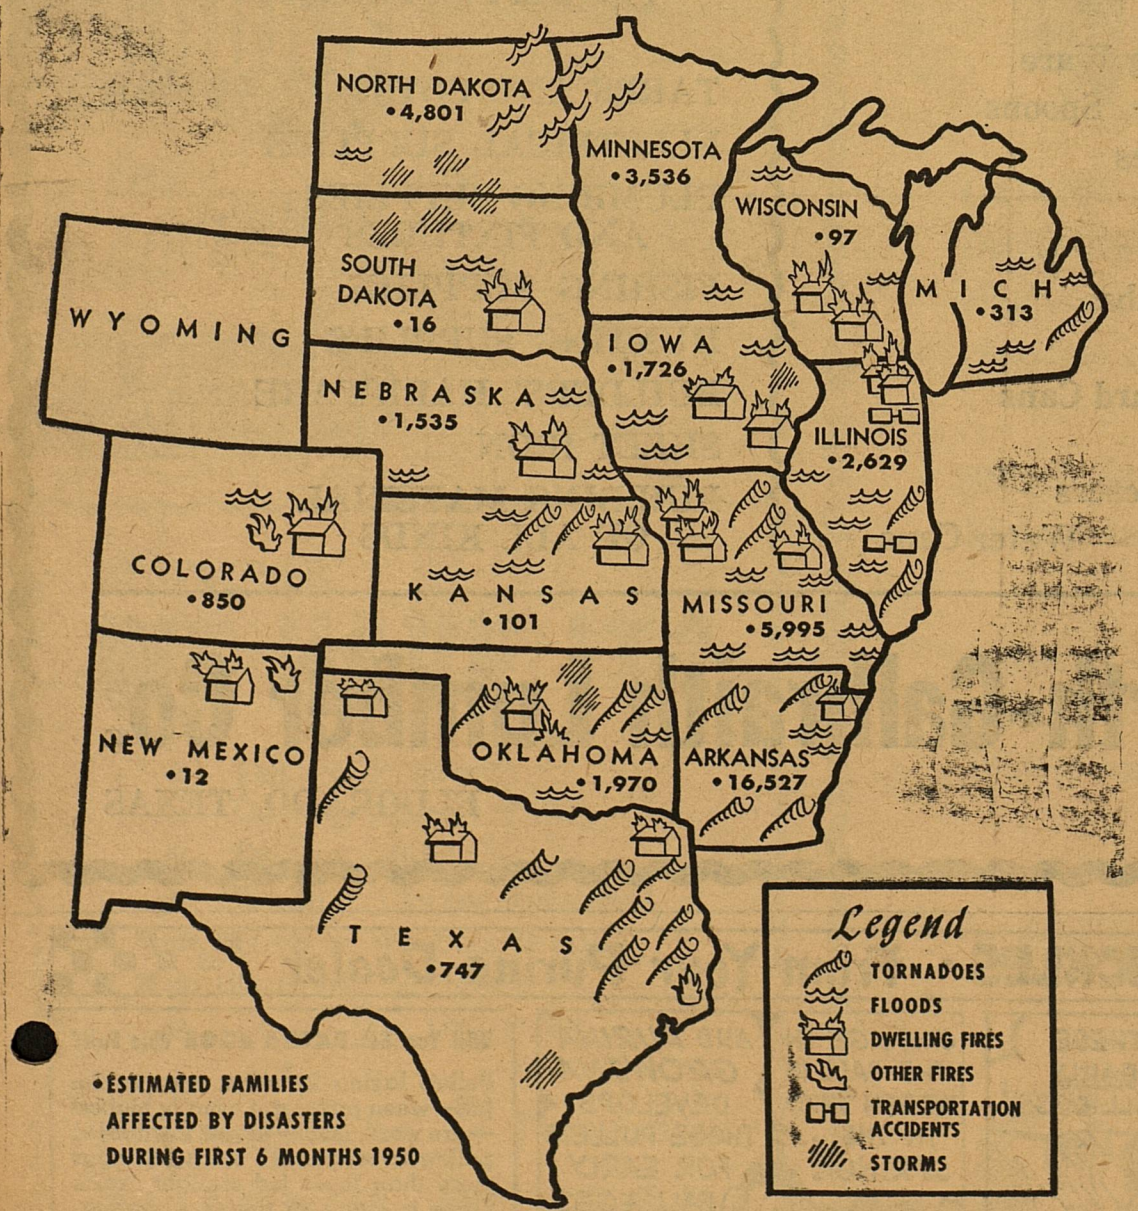 NORTH DAKOTA
•4,801
MINNESOTA
•3,536
WISCONSIN
•97
SOUTH
DAKOTA
•16
WYOMING
MICH
•313
IOWA
•1,726
NEBRASKA
•1,535
ILLINOIS
•2,629
COLORADO
•850
KANSAS
•101
MISSOURI
•5,995
NEW MEXICO
•12
OKLAHOMA
•1,970
ARKANSAS
•16,527
TEXAS
•747
Legend
TORNADOES
FLOODS
DWELLING FIRES
OTHER FIRES
TRANSPORTATION
ACCIDENTS
STORMS
•ESTIMATED FAMILIES
AFFECTED BY DISASTERS
DURING FIRST 6 MONTHS 1950